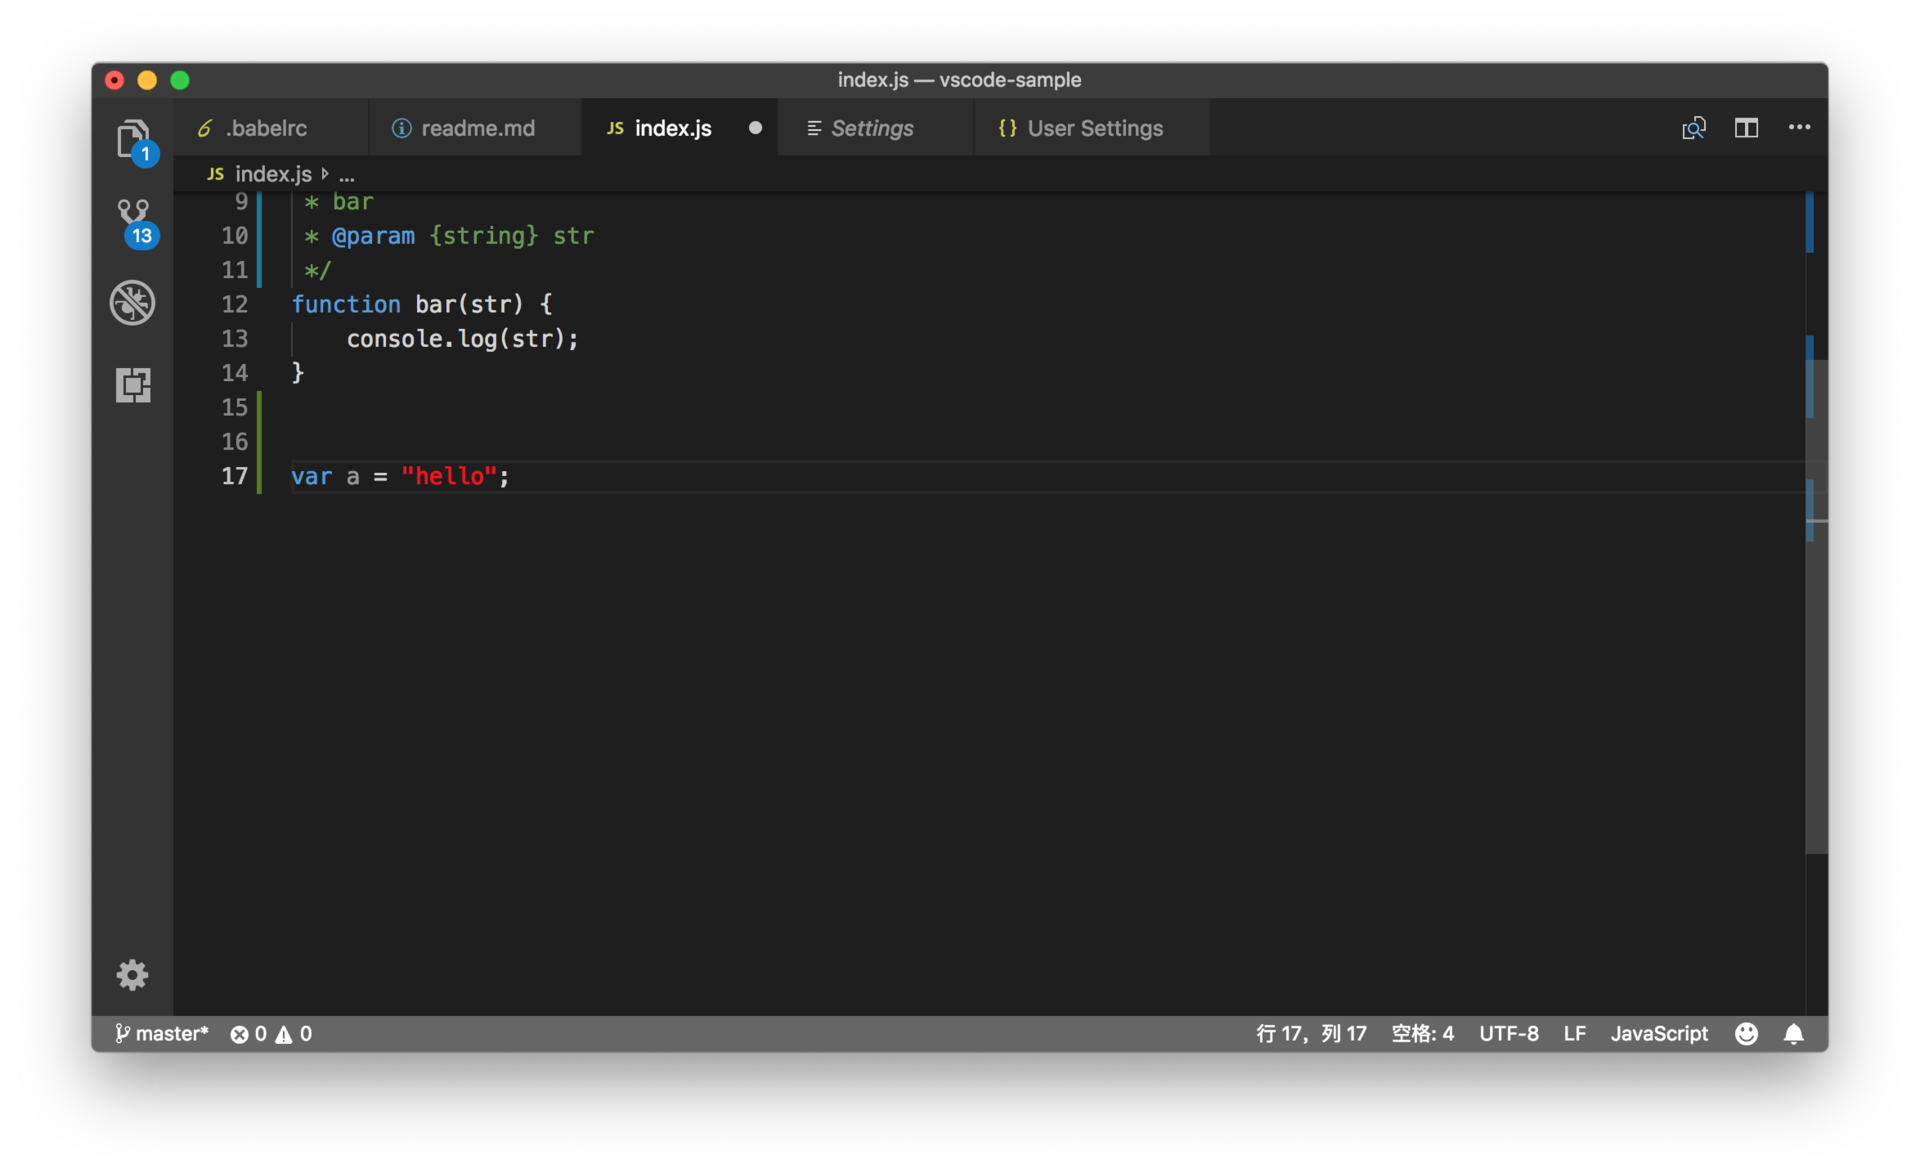 index.js — vscode-sample
.babelrc readme.md JS index.js Settings {} User Settings
JS index.js ...
1
13
9 * bar
10 * @param {string} str
11 */
12 function bar(str) {
13 console.log(str);
14 }
15
16
17 var a = "hello";
master* 0 0 行 17，列 17 空格: 4 UTF-8 LF JavaScript